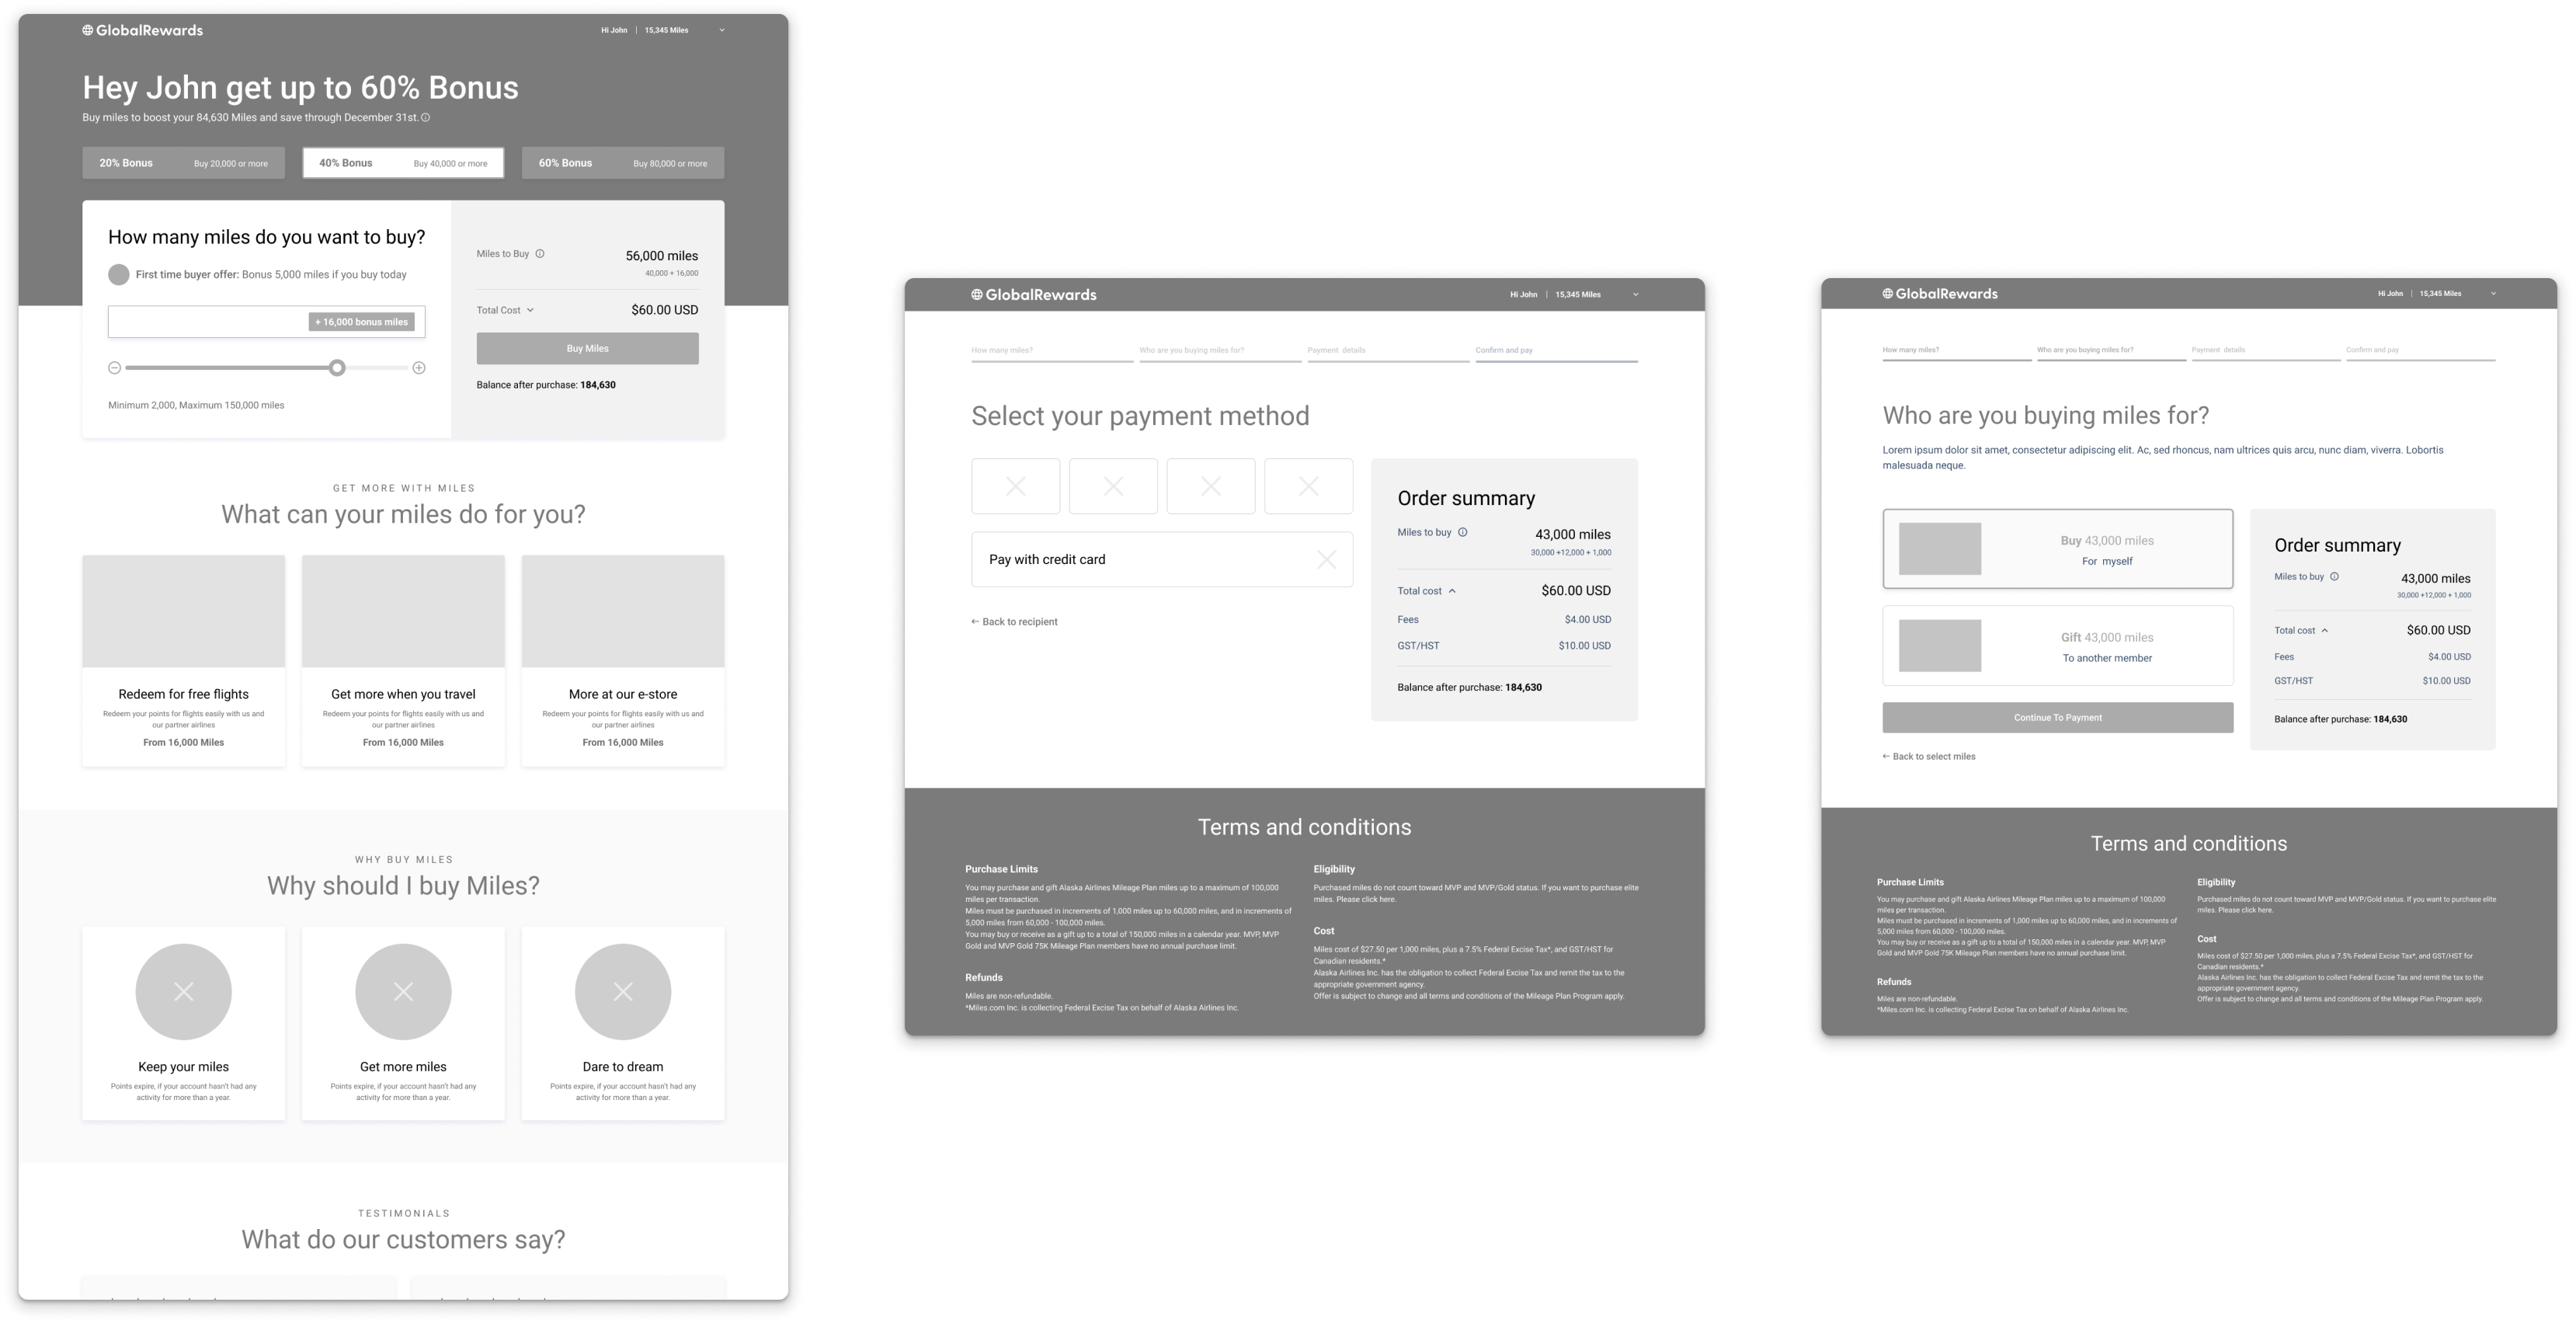 GlobalRewards
Hi John | 15,345 Miles
Hey John get up to 60% Bonus
Buy miles to boost your 84,630 Miles and save through December 31st.
20% Bonus Buy 20,000 or more
40% Bonus Buy 40,000 or more
60% Bonus Buy 80,000 or more
How many miles do you want to buy?
First time buyer offer: Bonus 5,000 miles if you buy today
+ 16,000 bonus miles
Minimum 2,000, Maximum 150,000 miles
Miles to Buy 56,000 miles
40,000 + 16,000
Total Cost $60.00 USD
Buy Miles
Balance after purchase: 184,630
GET MORE WITH MILES
What can your miles do for you?
Redeem for free flights
Redeem your points for flights easily with us and
our partner airlines
From 16,000 Miles
Get more when you travel
Redeem your points for flights easily with us and
our partner airlines
From 16,000 Miles
More at our e-store
Redeem your points for flights easily with us and
our partner airlines
From 16,000 Miles
WHY BUY MILES
Why should I buy Miles?
Keep your miles
Points expire, if your account hasn't had any
activity for more than a year.
Get more miles
Points expire, if your account hasn't had any
activity for more than a year.
Dare to dream
Points expire, if your account hasn't had any
activity for more than a year.
TESTIMONIALS
What do our customers say?
GlobalRewards
Hi John | 15,345 Miles
How many miles?
Who are you buying miles for?
Payment details
Confirm and pay
Select your payment method
Pay with credit card
← Back to recipient
Order summary
Miles to buy 43,000 miles
30,000 +12,000 + 1,000
Total cost $60.00 USD
Fees $4.00 USD
GST/HST $10.00 USD
Balance after purchase: 184,630
Terms and conditions
Purchase Limits
You may purchase and gift Alaska Airlines Mileage Plan miles up to a maximum of 100,000
miles per transaction.
Miles must be purchased in increments of 1,000 miles up to 60,000 miles, and in increments of
5,000 miles from 60,000 - 100,000 miles.
You may buy or receive as a gift up to a total of 150,000 miles in a calendar year. MVP, MVP
Gold and MVP Gold 75K Mileage Plan members have no annual purchase limit.
Refunds
Miles are non-refundable.
*Miles.com Inc. is collecting Federal Excise Tax on behalf of Alaska Airlines Inc.
Eligibility
Purchased miles do not count toward MVP and MVP/Gold status. If you want to purchase elite
miles. Please click here.
Cost
Miles cost of $27.50 per 1,000 miles, plus a 7.5% Federal Excise Tax*, and GST/HST for
Canadian residents.*
Alaska Airlines Inc. has the obligation to collect Federal Excise Tax and remit the tax to the
appropriate government agency.
Offer is subject to change and all terms and conditions of the Mileage Plan Program apply.
GlobalRewards
Hi John | 15,345 Miles
How many miles?
Who are you buying miles for?
Payment details
Confirm and pay
Who are you buying miles for?
Lorem ipsum dolor sit amet, consectetur adipiscing elit. Ac, sed rhoncus, nam ultrices quis arcu, nunc diam, viverra. Lobortis
malesuada neque.
Buy 43,000 miles
For myself
Gift 43,000 miles
To another member
Continue To Payment
← Back to select miles
Order summary
Miles to buy 43,000 miles
30,000 +12,000 + 1,000
Total cost $60.00 USD
Fees $4.00 USD
GST/HST $10.00 USD
Balance after purchase: 184,630
Terms and conditions
Purchase Limits
You may purchase and gift Alaska Airlines Mileage Plan miles up to a maximum of 100,000
miles per transaction.
Miles must be purchased in increments of 1,000 miles up to 60,000 miles, and in increments of
5,000 miles from 60,000 - 100,000 miles.
You may buy or receive as a gift up to a total of 150,000 miles in a calendar year. MVP, MVP
Gold and MVP Gold 75K Mileage Plan members have no annual purchase limit.
Refunds
Miles are non-refundable.
*Miles.com Inc. is collecting Federal Excise Tax on behalf of Alaska Airlines Inc.
Eligibility
Purchased miles do not count toward MVP and MVP/Gold status. If you want to purchase elite
miles. Please click here.
Cost
Miles cost of $27.50 per 1,000 miles, plus a 7.5% Federal Excise Tax*, and GST/HST for
Canadian residents.*
Alaska Airlines Inc. has the obligation to collect Federal Excise Tax and remit the tax to the
appropriate government agency.
Offer is subject to change and all terms and conditions of the Mileage Plan Program apply.